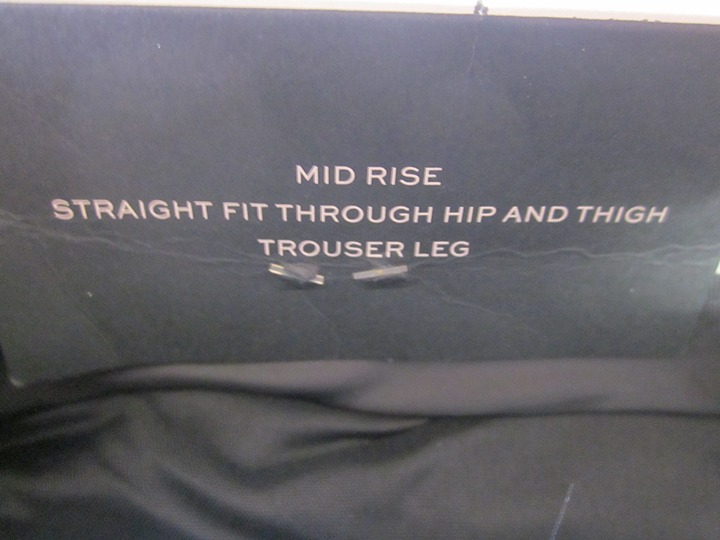 MID RISE
STRAIGHT FIT THROUGH HIP AND THIGH
TROUSER LEG